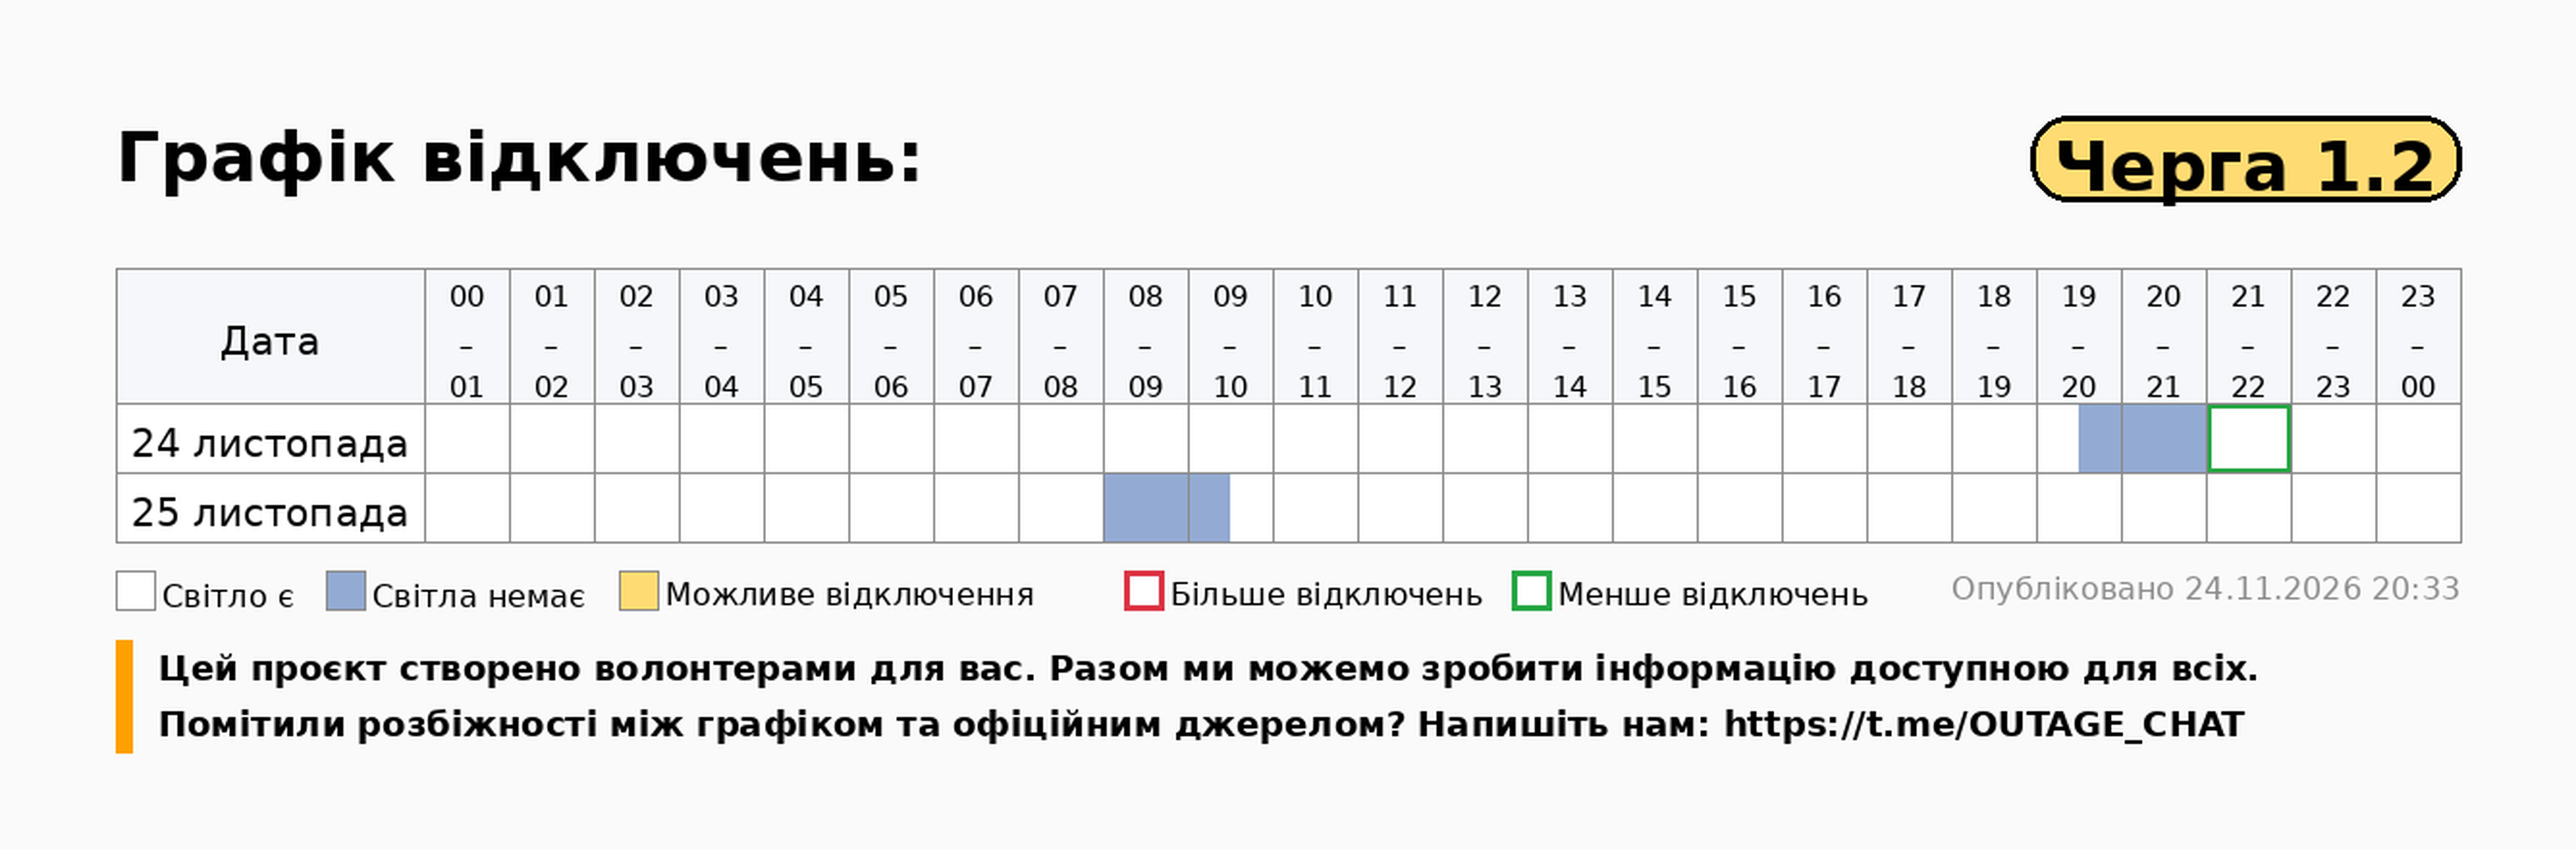 Графік відключень:
Черга 1.2
Дата 00 – 01 01 – 02 02 – 03 03 – 04 04 – 05 05 – 06 06 – 07 07 – 08 08 – 09 09 – 10 10 – 11 11 – 12 12 – 13 13 – 14 14 – 15 15 – 16 16 – 17 17 – 18 18 – 19 19 – 20 20 – 21 21 – 22 22 – 23 23 – 00
24 листопада
25 листопада
Світло є Світла немає Можливе відключення Більше відключень Менше відключень Опубліковано 24.11.2026 20:33
Цей проєкт створено волонтерами для вас. Разом ми можемо зробити інформацію доступною для всіх.
Помітили розбіжності між графіком та офіційним джерелом? Напишіть нам: https://t.me/OUTAGE_CHAT